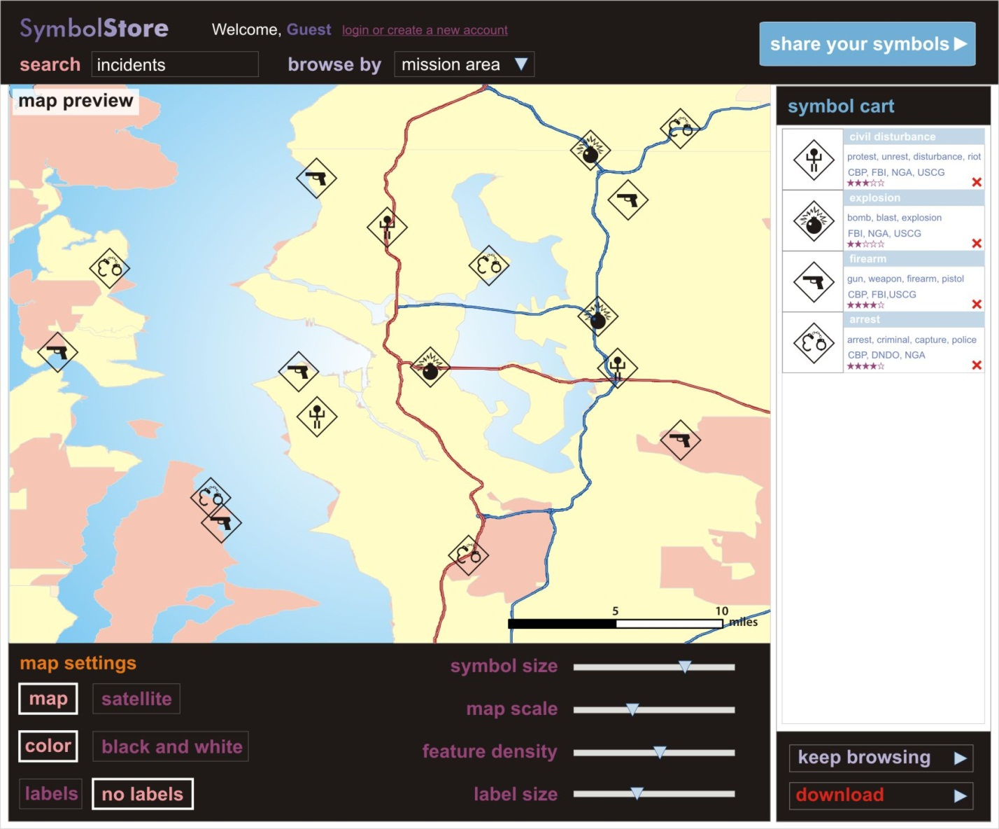 SymbolStore
Welcome, Guest login or create a new account
share your symbols
search incidents browse by mission area
map preview
symbol cart
civil disturbance
protest, unrest, disturbance, riot
CBP, FBI, NGA, USCG
explosion
bomb, blast, explosion
FBI, NGA, USCG
firearm
gun, weapon, firearm, pistol
CBP, FBI,USCG
arrest
arrest, criminal, capture, police
CBP, DNDO, NGA
5 10
miles
map settings
map satellite
color black and white
labels no labels
symbol size
map scale
feature density
label size
keep browsing
download